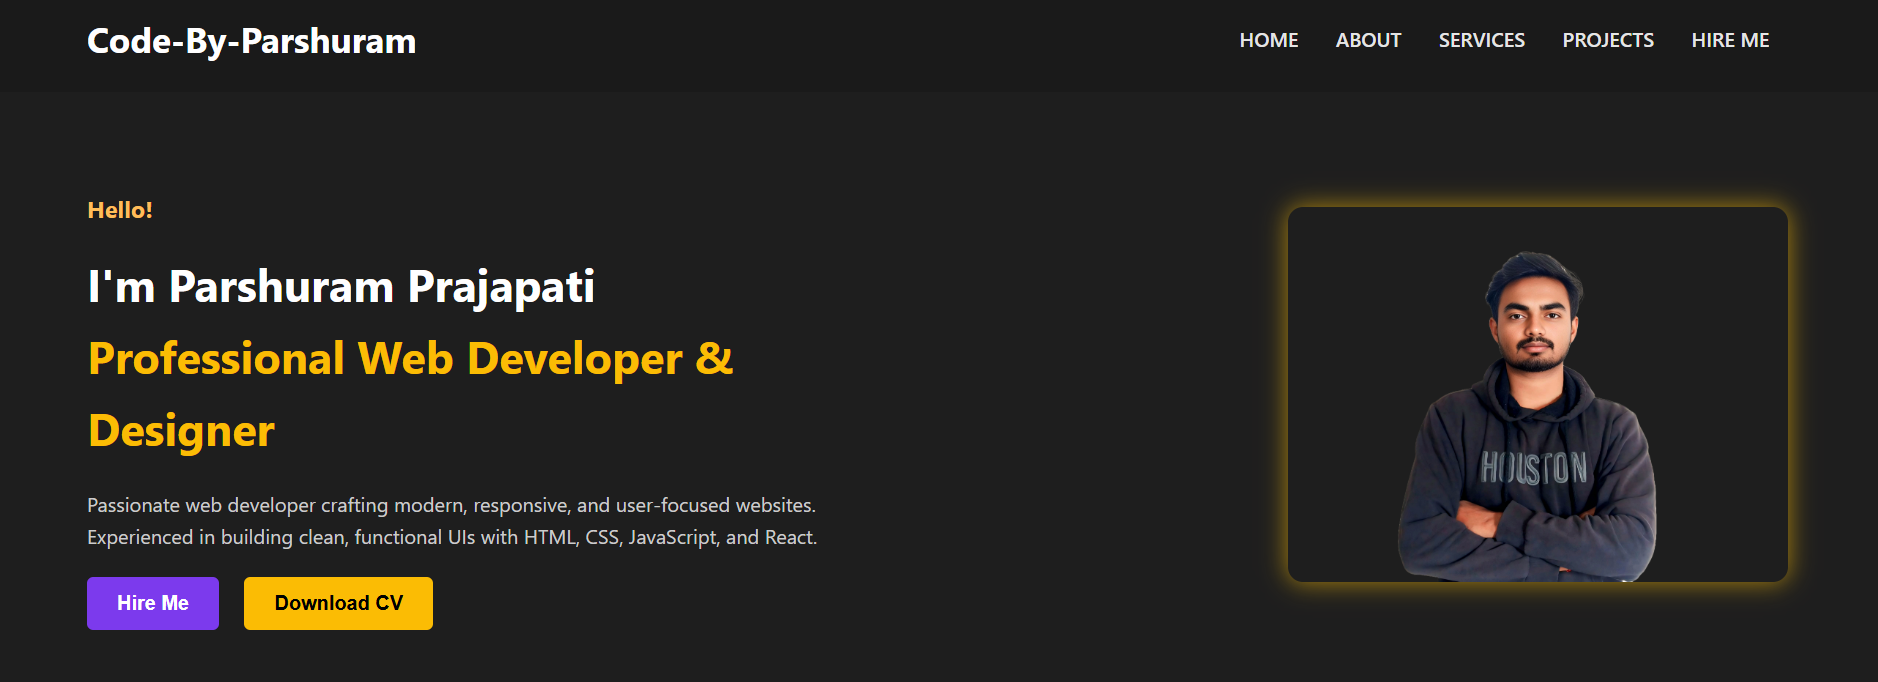 Code-By-Parshuram
HOME ABOUT SERVICES PROJECTS HIRE ME
Hello!
I'm Parshuram Prajapati
Professional Web Developer &
Designer
Passionate web developer crafting modern, responsive, and user-focused websites.
Experienced in building clean, functional UIs with HTML, CSS, JavaScript, and React.
Hire Me
Download CV
HOUSTON